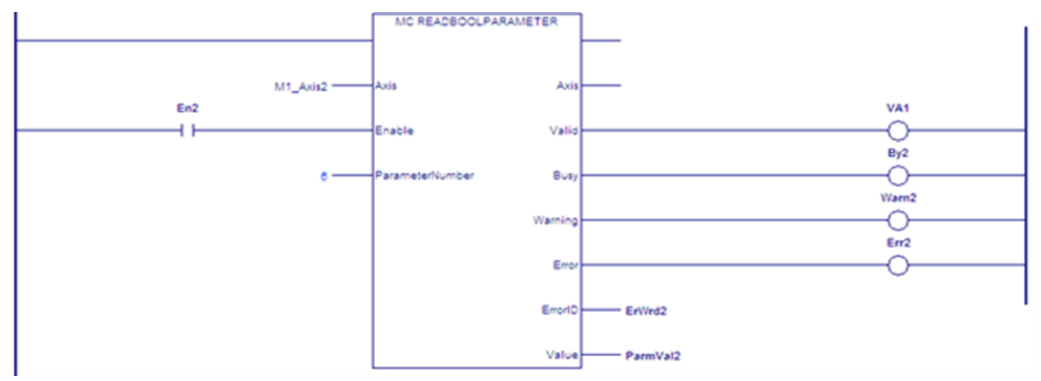 MC READBOOLPARAMETER
M1_Axis2 Axis Axis
En2 Enable Valid VA1
6 ParameterNumber Busy By2
Warning Warn2
Error Err2
ErrorID ErWrd2
Value ParmVal2